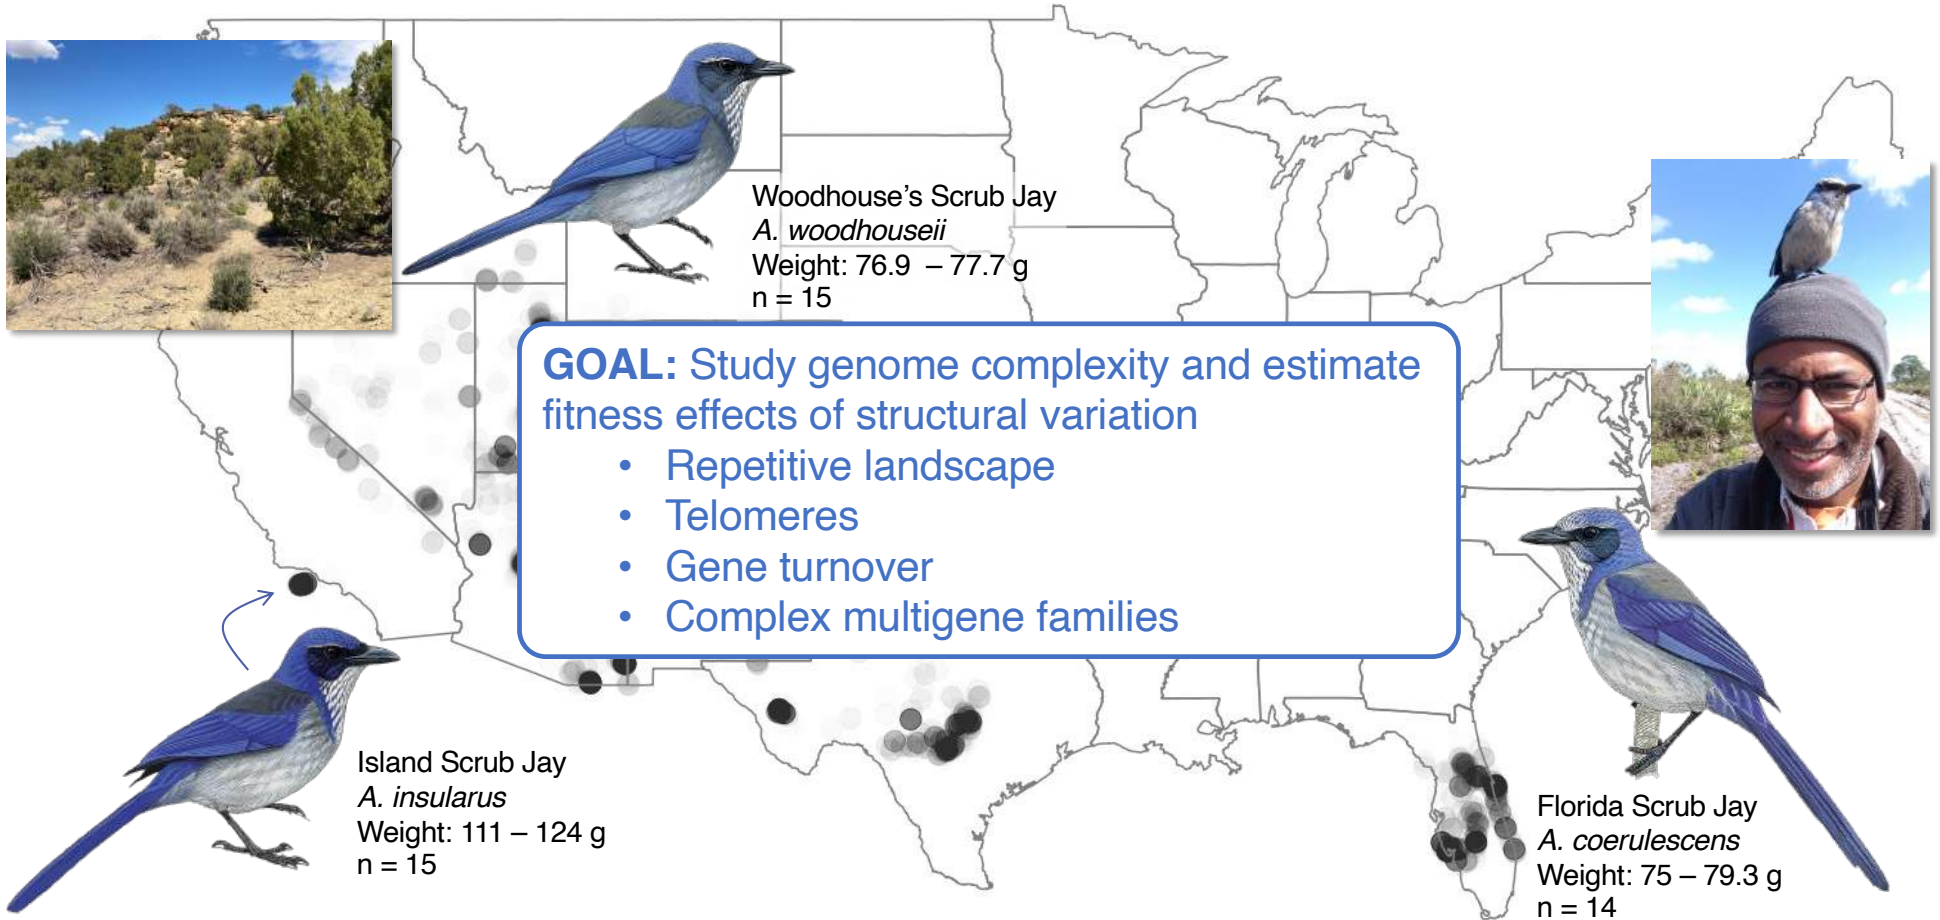 Woodhouse’s Scrub Jay
A. woodhouseii
Weight: 76.9 – 77.7 g
n = 15
GOAL: Study genome complexity and estimate
fitness effects of structural variation
• Repetitive landscape
• Telomeres
• Gene turnover
• Complex multigene families
Island Scrub Jay
A. insularus
Weight: 111 – 124 g
n = 15
Florida Scrub Jay
A. coerulescens
Weight: 75 – 79.3 g
n = 14